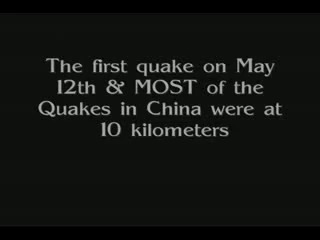 The first quake on May
12th & MOST of the
Quakes in China were at
10 kilometers